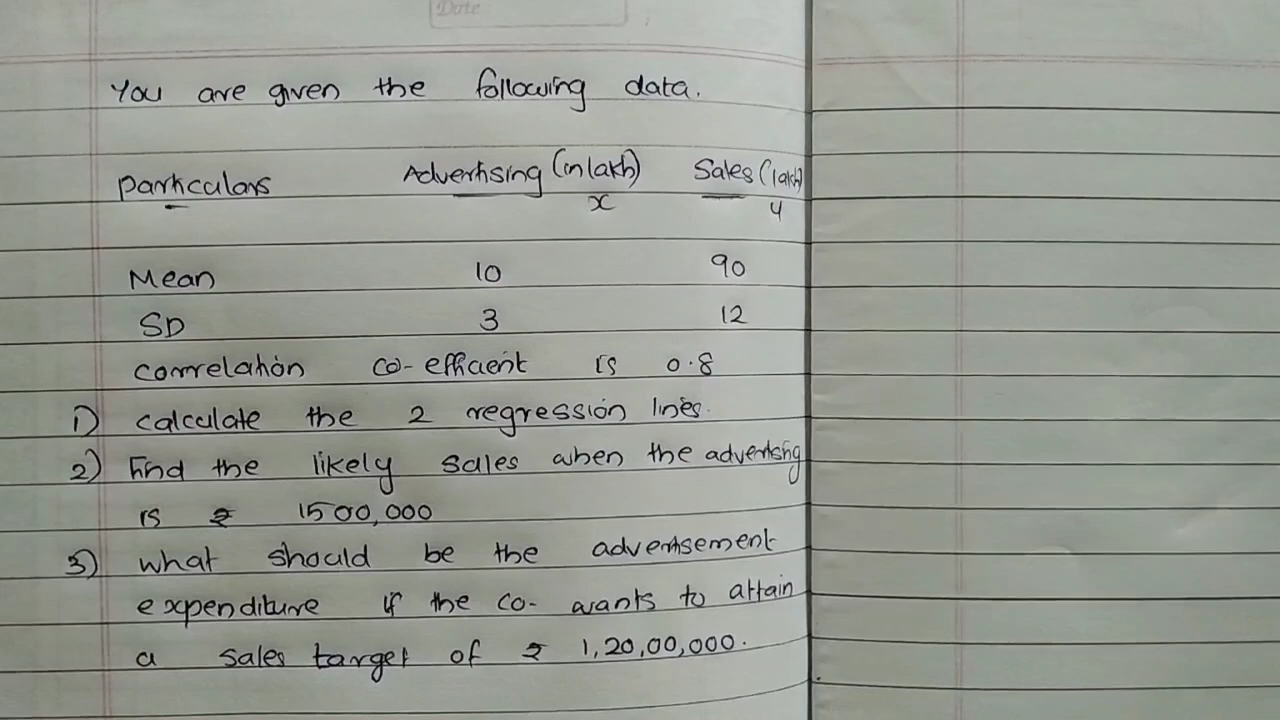 Date
You are given the following data.
Particulars Advertising (in lakh) Sales (lakh)
x y
Mean 10 90
SD 3 12
correlation co-efficient is 0.8
1) calculate the 2 regression lines.
2) Find the likely sales when the advertising
is ₹ 1500,000
3) what should be the advertisement
expenditure if the co- wants to attain
a sales target of ₹ 1,20,00,000.